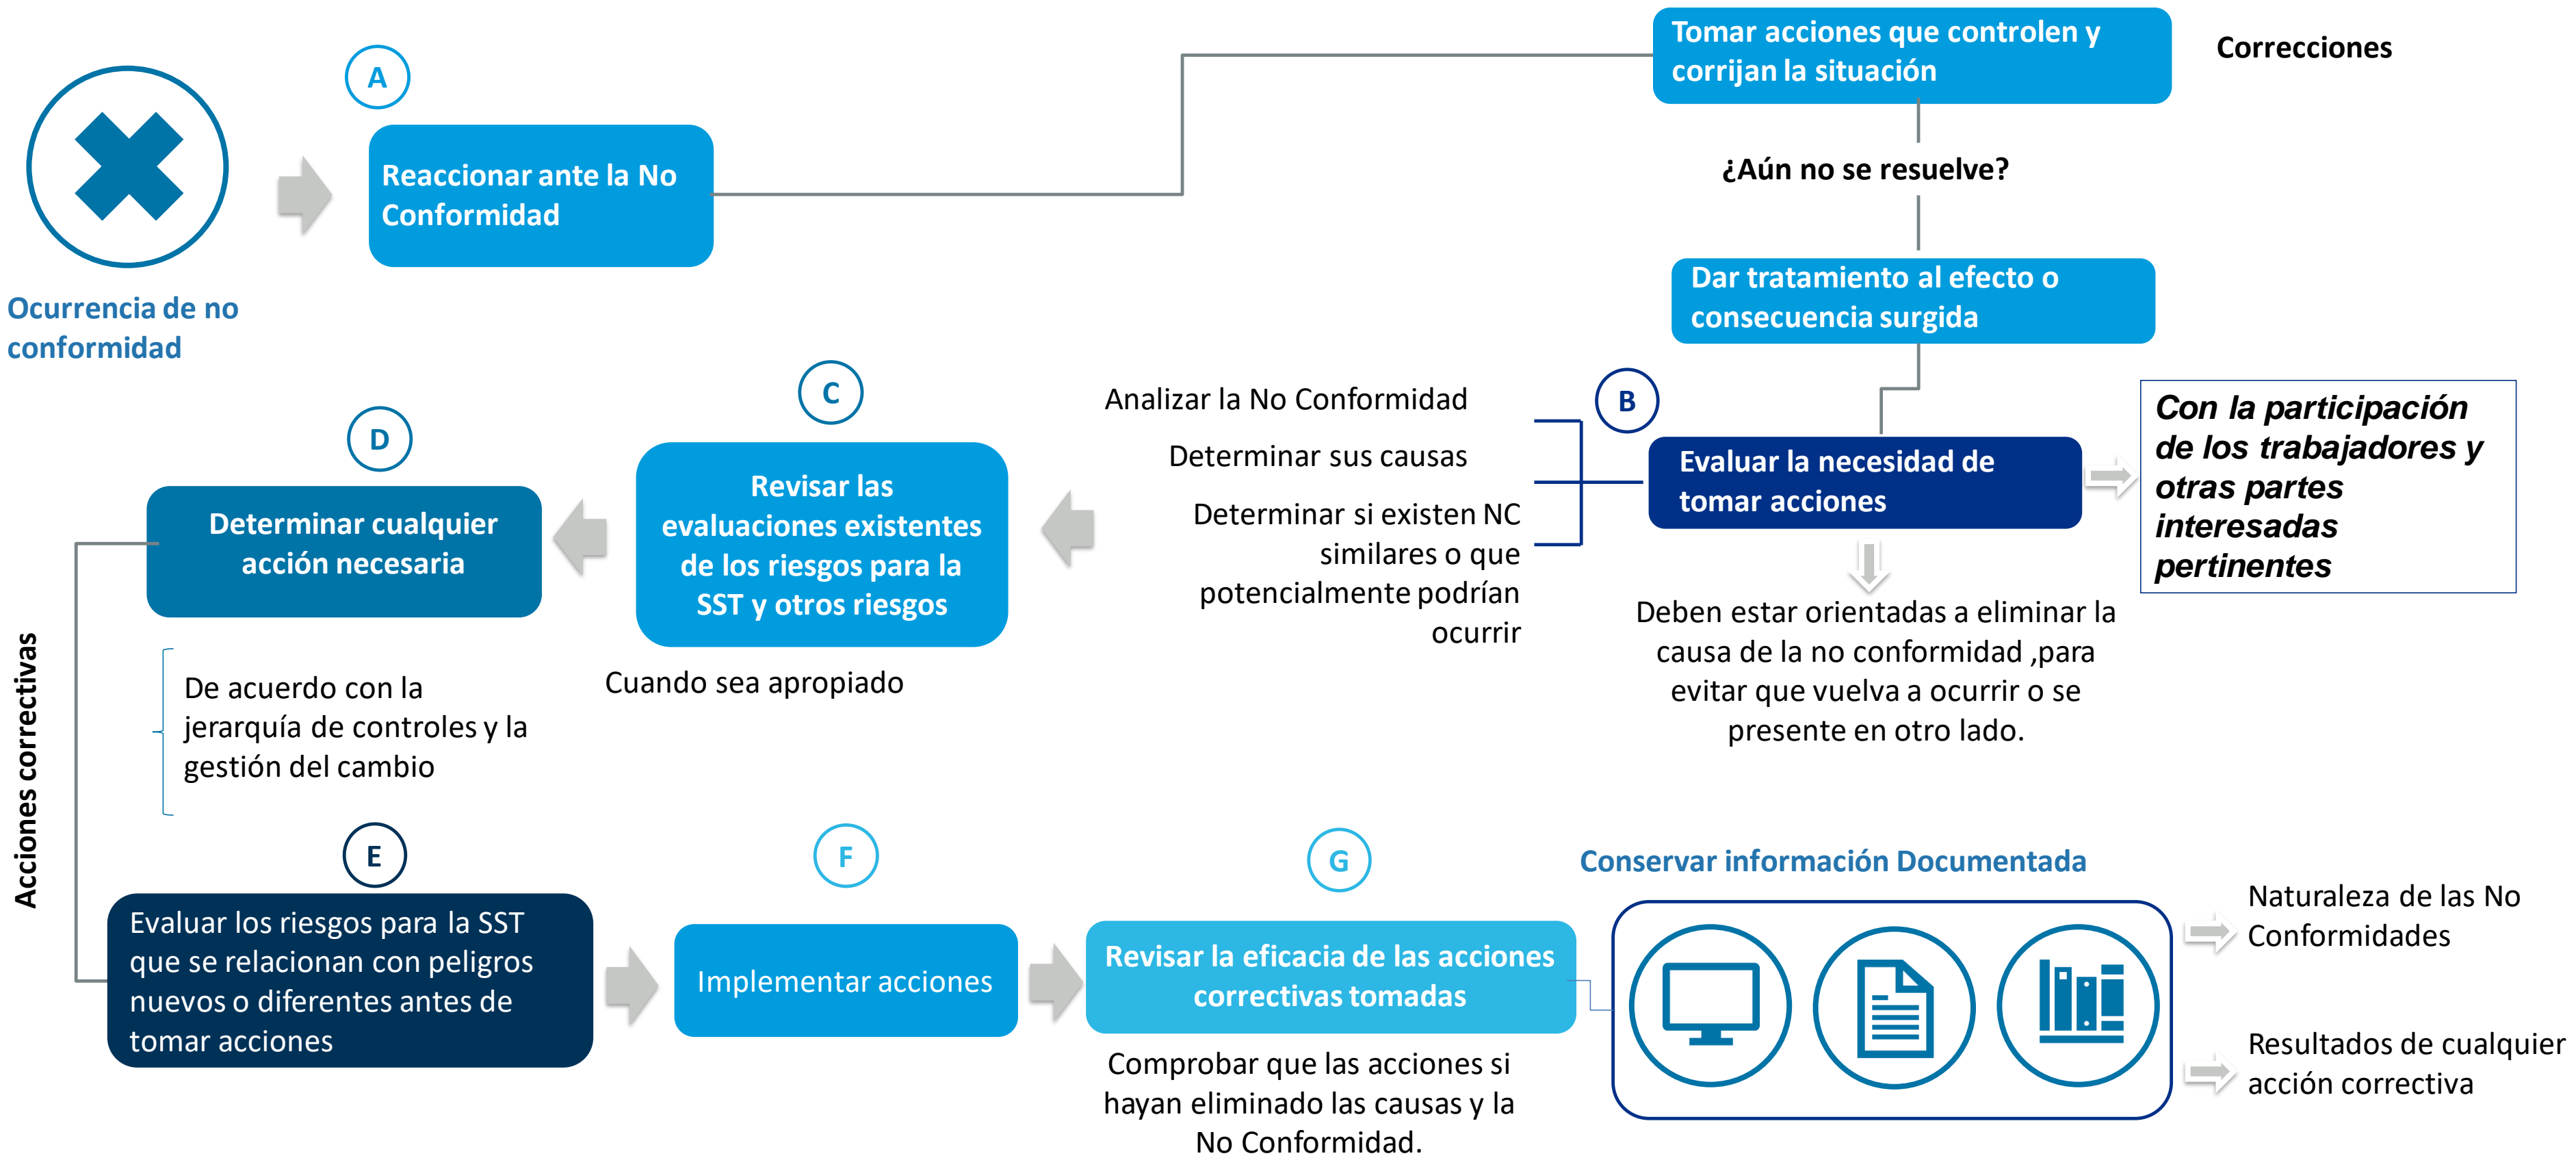 A
Reaccionar ante la No
Conformidad
Ocurrencia de no
conformidad
Tomar acciones que controlen y
corrijan la situación
Correcciones
¿Aún no se resuelve?
Dar tratamiento al efecto o
consecuencia surgida
B
Evaluar la necesidad de
tomar acciones
Con la participación
de los trabajadores y
otras partes
interesadas
pertinentes
Deben estar orientadas a eliminar la
causa de la no conformidad ,para
evitar que vuelva a ocurrir o se
presente en otro lado.
Analizar la No Conformidad
Determinar sus causas
Determinar si existen NC
similares o que
potencialmente podrían
ocurrir
C
Revisar las
evaluaciones existentes
de los riesgos para la
SST y otros riesgos
Cuando sea apropiado
D
Determinar cualquier
acción necesaria
De acuerdo con la
jerarquía de controles y la
gestión del cambio
Acciones correctivas
E
Evaluar los riesgos para la SST
que se relacionan con peligros
nuevos o diferentes antes de
tomar acciones
F
Implementar acciones
G
Revisar la eficacia de las acciones
correctivas tomadas
Comprobar que las acciones si
hayan eliminado las causas y la
No Conformidad.
Conservar información Documentada
Naturaleza de las No
Conformidades
Resultados de cualquier
acción correctiva